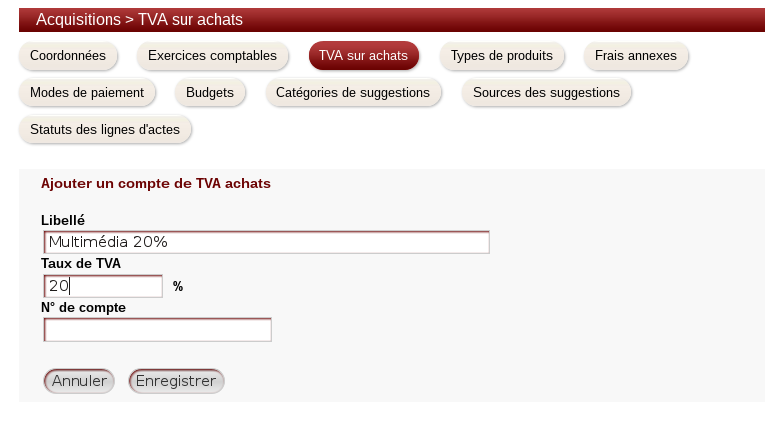 Acquisitions > TVA sur achats
Coordonnées Exercices comptables TVA sur achats Types de produits Frais annexes
Modes de paiement Budgets Catégories de suggestions Sources des suggestions
Statuts des lignes d'actes
Ajouter un compte de TVA achats
Libellé
Multimédia 20%
Taux de TVA
20 %
N° de compte
Annuler Enregistrer